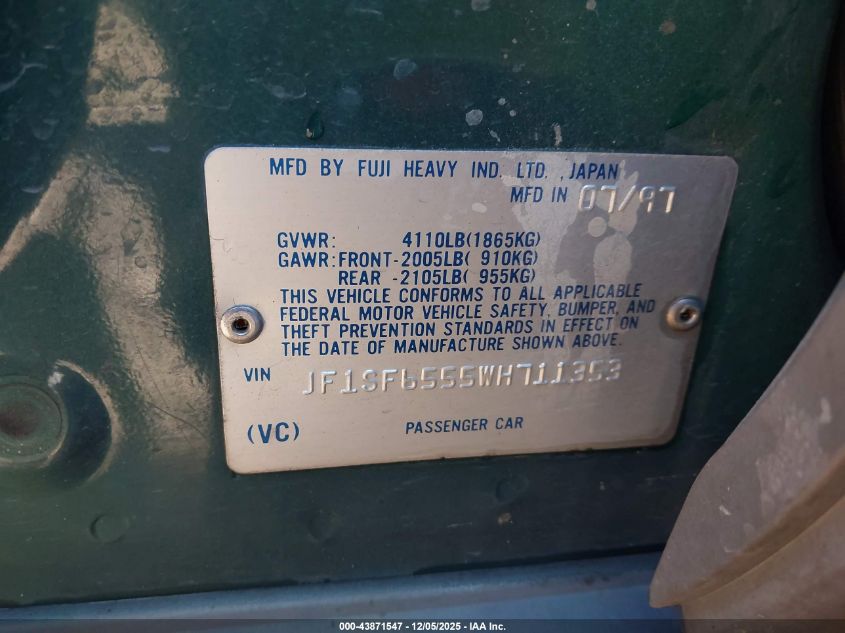 MFD BY FUJI HEAVY IND. LTD. ,JAPAN
MFD IN 07/97
GVWR: 4110LB(1865KG)
GAWR:FRONT-2005LB( 910KG)
REAR -2105LB( 955KG)
THIS VEHICLE CONFORMS TO ALL APPLICABLE
FEDERAL MOTOR VEHICLE SAFETY, BUMPER, AND
THEFT PREVENTION STANDARDS IN EFFECT ON
THE DATE OF MANUFACTURE SHOWN ABOVE.
VIN JF1SF6555WH711353
(VC) PASSENGER CAR
000-43871547 - 12/05/2025 - IAA Inc.